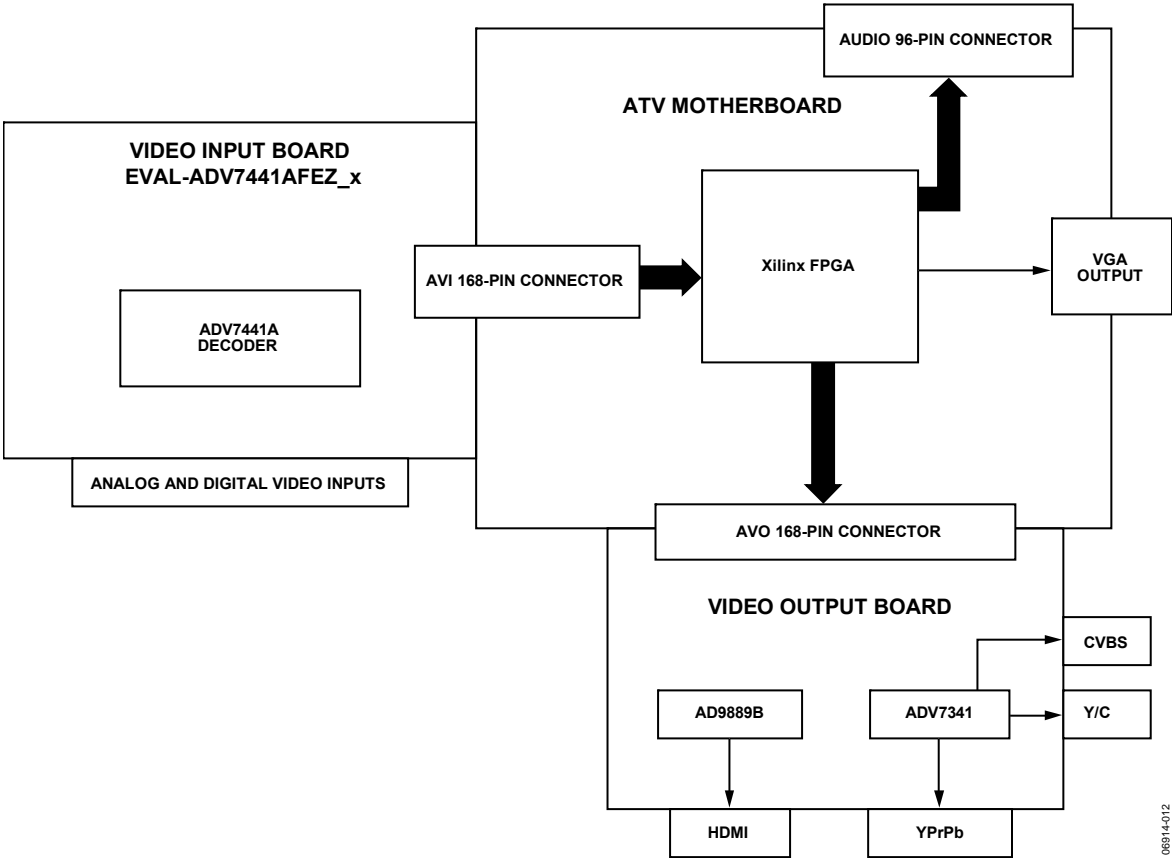 AUDIO 96-PIN CONNECTOR
ATV MOTHERBOARD
VIDEO INPUT BOARD
EVAL-ADV7441AFEZ_x
Xilinx FPGA
VGA
OUTPUT
AVI 168-PIN CONNECTOR
ADV7441A
DECODER
ANALOG AND DIGITAL VIDEO INPUTS
AVO 168-PIN CONNECTOR
VIDEO OUTPUT BOARD
CVBS
AD9889B
ADV7341
Y/C
HDMI
YPrPb
06914-012